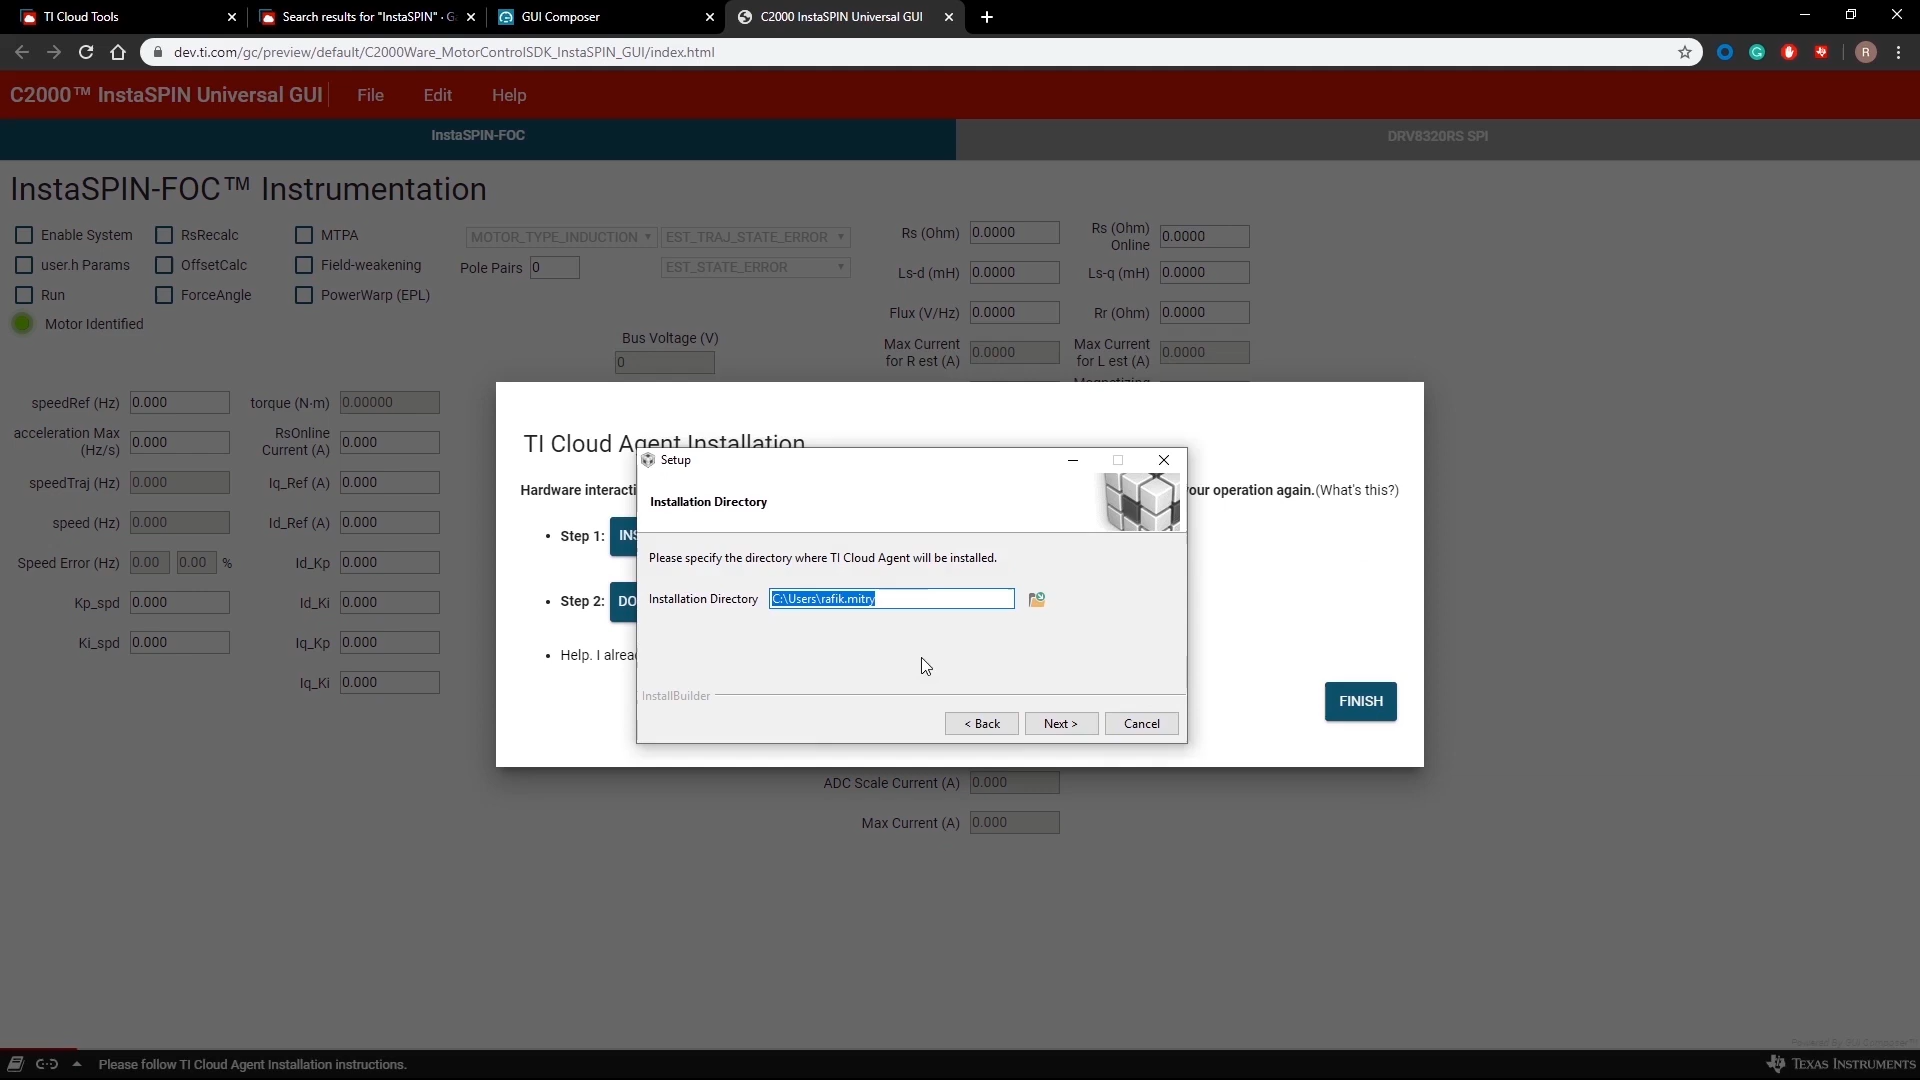 TI Cloud Tools
Search results for "InstaSPIN" - G
GUI Composer
C2000 InstaSPIN Universal GUI
dev.ti.com/gc/preview/default/C2000Ware_MotorControlSDK_InstaSPIN_GUI/index.html
R
C2000™ InstaSPIN Universal GUI
File
Edit
Help
InstaSPIN-FOC
DRV8320RS SPI
InstaSPIN-FOC™ Instrumentation
Enable System
RsRecalc
MTPA
user.h Params
OffsetCalc
Field-weakening
Run
ForceAngle
PowerWarp (EPL)
Motor Identified
MOTOR_TYPE_INDUCTION
EST_TRAJ_STATE_ERROR
Pole Pairs 0
EST_STATE_ERROR
Bus Voltage (V)
0
Rs (Ohm) 0.0000
Rs (Ohm)
Online 0.0000
Ls-d (mH) 0.0000
Ls-q (mH) 0.0000
Flux (V/Hz) 0.0000
Rr (Ohm) 0.0000
Max Current
for R est (A) 0.0000
Max Current
for L est (A) 0.0000
Magnetizing
speedRef (Hz) 0.000
torque (N·m) 0.00000
acceleration Max
(Hz/s) 0.000
RsOnline
Current (A) 0.000
speedTraj (Hz) 0.000
Iq_Ref (A) 0.000
speed (Hz) 0.000
Id_Ref (A) 0.000
Speed Error (Hz) 0.00 0.00 %
Id_Kp 0.000
Kp_spd 0.000
Id_Ki 0.000
Ki_spd 0.000
Iq_Kp 0.000
Iq_Ki 0.000
TI Cloud Agent Installation
Hardware interacti
our operation again.(What's this?)
Step 1: INS
Step 2: DO
Help. I alrea
FINISH
Setup
Installation Directory
Please specify the directory where TI Cloud Agent will be installed.
Installation Directory C:\Users\rafik.mitry
InstallBuilder
< Back
Next >
Cancel
ADC Scale Current (A) 0.000
Max Current (A) 0.000
Powered By GUI Composer™
Please follow TI Cloud Agent Installation instructions.
TEXAS INSTRUMENTS